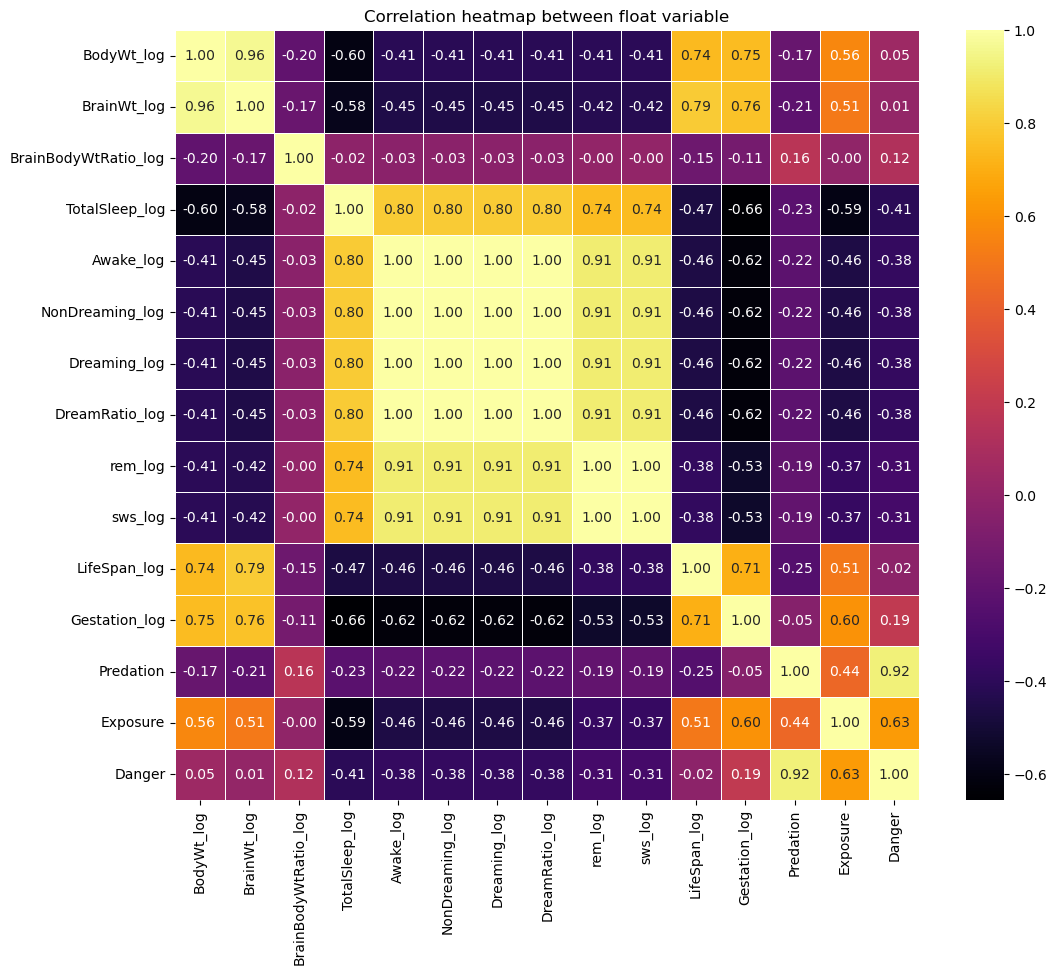 Correlation heatmap between float variable
BodyWt_log 1.00 0.96 -0.20 -0.60 -0.41 -0.41 -0.41 -0.41 -0.41 -0.41 0.74 0.75 -0.17 0.56 0.05
BrainWt_log 0.96 1.00 -0.17 -0.58 -0.45 -0.45 -0.45 -0.45 -0.42 -0.42 0.79 0.76 -0.21 0.51 0.01
BrainBodyWtRatio_log -0.20 -0.17 1.00 -0.02 -0.03 -0.03 -0.03 -0.03 -0.00 -0.00 -0.15 -0.11 0.16 -0.00 0.12
TotalSleep_log -0.60 -0.58 -0.02 1.00 0.80 0.80 0.80 0.80 0.74 0.74 -0.47 -0.66 -0.23 -0.59 -0.41
Awake_log -0.41 -0.45 -0.03 0.80 1.00 1.00 1.00 1.00 0.91 0.91 -0.46 -0.62 -0.22 -0.46 -0.38
NonDreaming_log -0.41 -0.45 -0.03 0.80 1.00 1.00 1.00 1.00 0.91 0.91 -0.46 -0.62 -0.22 -0.46 -0.38
Dreaming_log -0.41 -0.45 -0.03 0.80 1.00 1.00 1.00 1.00 0.91 0.91 -0.46 -0.62 -0.22 -0.46 -0.38
DreamRatio_log -0.41 -0.45 -0.03 0.80 1.00 1.00 1.00 1.00 0.91 0.91 -0.46 -0.62 -0.22 -0.46 -0.38
rem_log -0.41 -0.42 -0.00 0.74 0.91 0.91 0.91 0.91 1.00 1.00 -0.38 -0.53 -0.19 -0.37 -0.31
sws_log -0.41 -0.42 -0.00 0.74 0.91 0.91 0.91 0.91 1.00 1.00 -0.38 -0.53 -0.19 -0.37 -0.31
LifeSpan_log 0.74 0.79 -0.15 -0.47 -0.46 -0.46 -0.46 -0.46 -0.38 -0.38 1.00 0.71 -0.25 0.51 -0.02
Gestation_log 0.75 0.76 -0.11 -0.66 -0.62 -0.62 -0.62 -0.62 -0.53 -0.53 0.71 1.00 -0.05 0.60 0.19
Predation -0.17 -0.21 0.16 -0.23 -0.22 -0.22 -0.22 -0.22 -0.19 -0.19 -0.25 -0.05 1.00 0.44 0.92
Exposure 0.56 0.51 -0.00 -0.59 -0.46 -0.46 -0.46 -0.46 -0.37 -0.37 0.51 0.60 0.44 1.00 0.63
Danger 0.05 0.01 0.12 -0.41 -0.38 -0.38 -0.38 -0.38 -0.31 -0.31 -0.02 0.19 0.92 0.63 1.00
BodyWt_log
BrainWt_log
BrainBodyWtRatio_log
TotalSleep_log
Awake_log
NonDreaming_log
Dreaming_log
DreamRatio_log
rem_log
sws_log
LifeSpan_log
Gestation_log
Predation
Exposure
Danger
1.0
0.8
0.6
0.4
0.2
0.0
−0.2
−0.4
−0.6